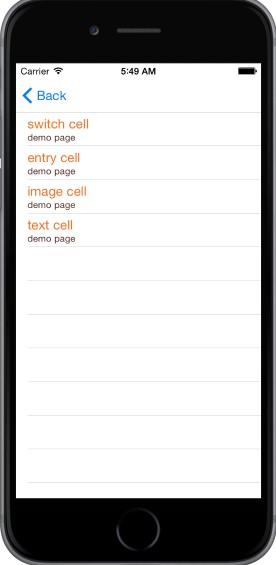 Carrier 5:49 AM
Back
switch cell
demo page
entry cell
demo page
image cell
demo page
text cell
demo page